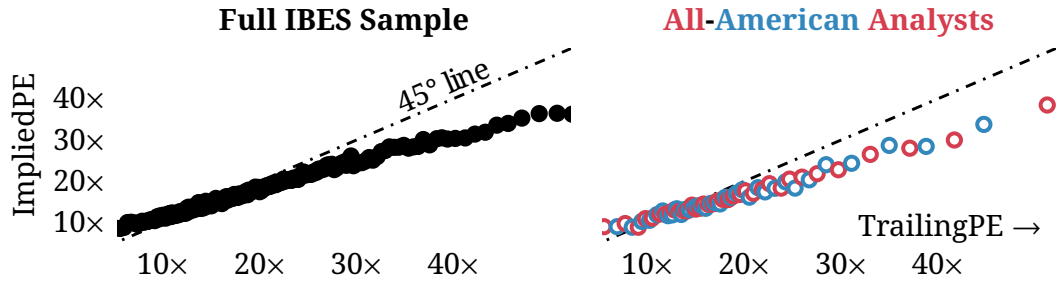 Full IBES Sample
All-American Analysts
ImpliedPE
40×
30×
20×
10×
45° line
10×
20×
30×
40×
TrailingPE →
10×
20×
30×
40×